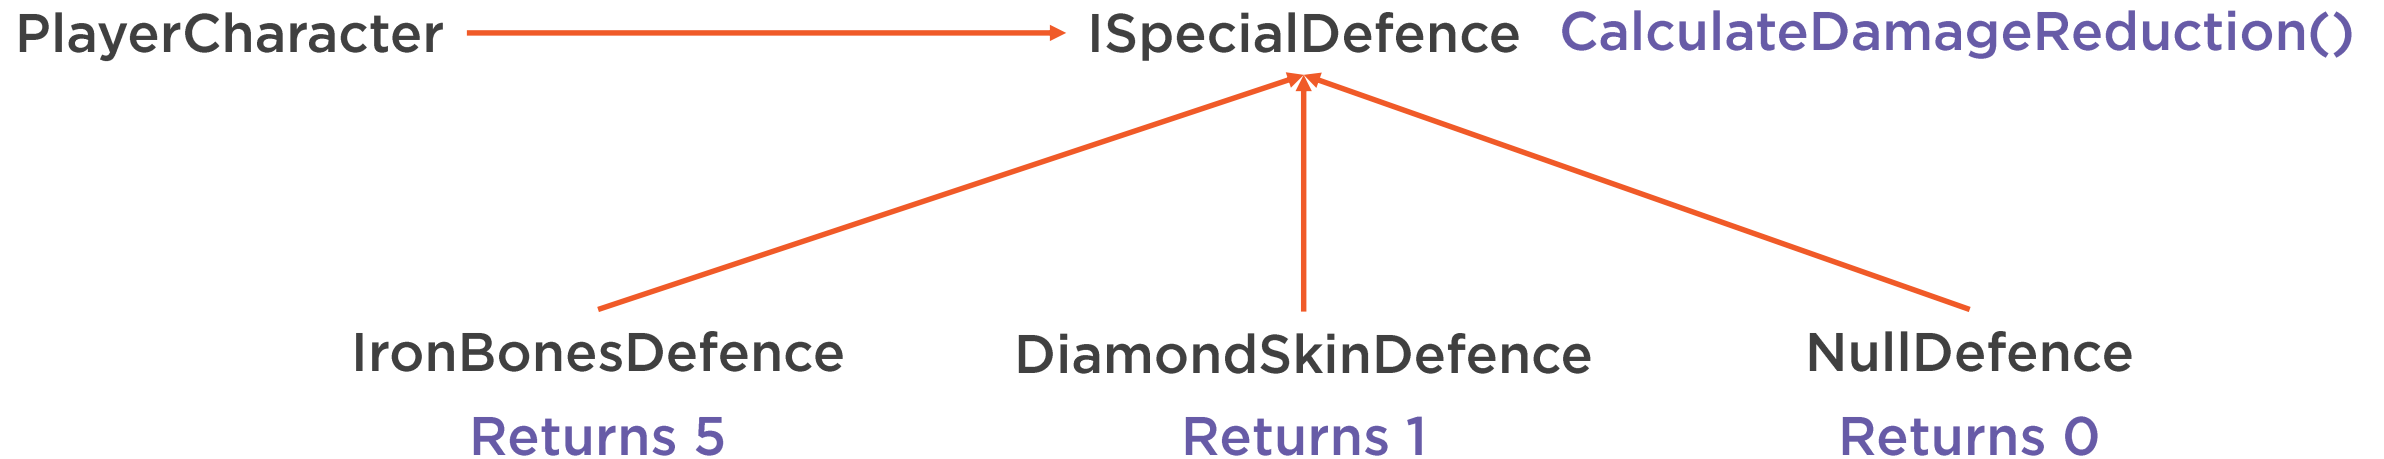 PlayerCharacter
ISpecialDefence CalculateDamageReduction()
IronBonesDefence
Returns 5
DiamondSkinDefence
Returns 1
NullDefence
Returns 0